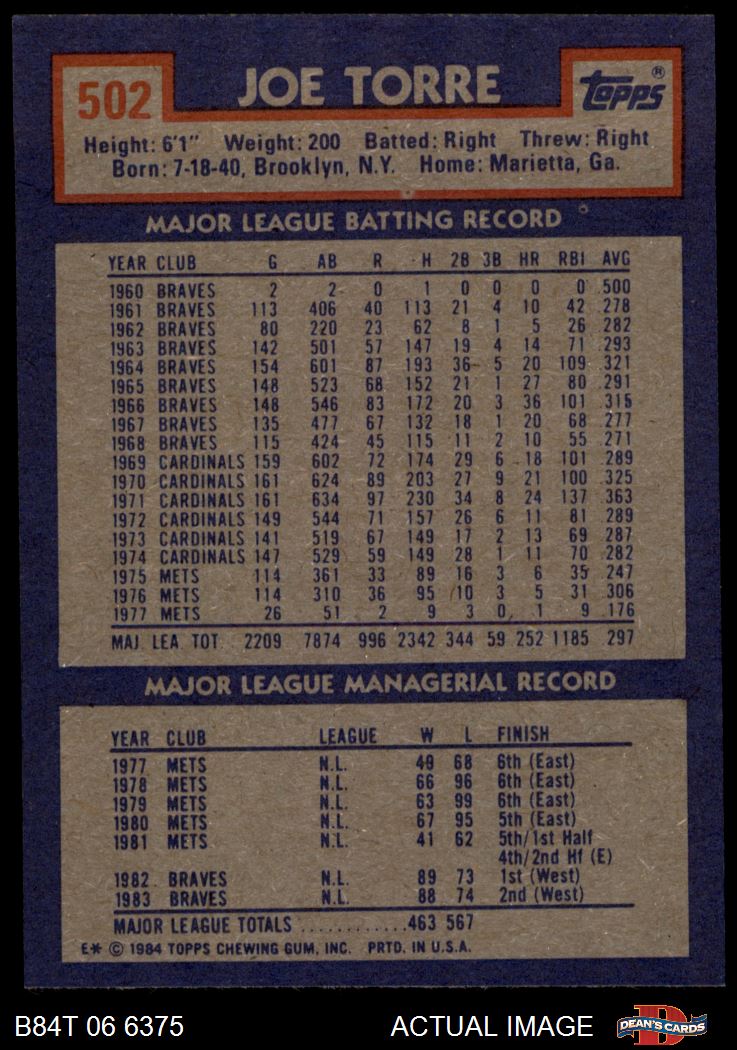 502
JOE TORRE
Topps®
Height: 6'1" Weight: 200 Batted: Right Threw: Right
Born: 7-18-40, Brooklyn, N.Y. Home: Marietta, Ga.
MAJOR LEAGUE BATTING RECORD
YEAR CLUB G AB R H 2B 3B HR RBI AVG
1960 BRAVES 2 2 0 1 0 0 0 0 .500
1961 BRAVES 113 406 40 113 21 4 10 42 .278
1962 BRAVES 80 220 23 62 8 1 5 26 .282
1963 BRAVES 142 501 57 147 19 4 14 71 .293
1964 BRAVES 154 601 87 193 36 5 20 109 .321
1965 BRAVES 148 523 68 152 21 1 27 80 .291
1966 BRAVES 148 546 83 172 20 3 36 101 .315
1967 BRAVES 135 477 67 132 18 1 20 68 .277
1968 BRAVES 115 424 45 115 11 2 10 55 .271
1969 CARDINALS 159 602 72 174 29 6 18 101 .289
1970 CARDINALS 161 624 89 203 27 9 21 100 .325
1971 CARDINALS 161 634 97 230 34 8 24 137 .363
1972 CARDINALS 149 544 71 157 26 6 11 81 .289
1973 CARDINALS 141 519 67 149 17 2 13 69 .287
1974 CARDINALS 147 529 59 149 28 1 11 70 .282
1975 METS 114 361 33 89 16 3 6 35 .247
1976 METS 114 310 36 95 10 3 5 31 .306
1977 METS 26 51 2 9 3 0 1 9 .176
MAJ. LEA. TOT. 2209 7874 996 2342 344 59 252 1185 .297
MAJOR LEAGUE MANAGERIAL RECORD
YEAR CLUB LEAGUE W L FINISH
1977 METS N.L. 49 68 6th (East)
1978 METS N.L. 66 96 6th (East)
1979 METS N.L. 63 99 6th (East)
1980 METS N.L. 67 95 5th (East)
1981 METS N.L. 41 62 5th/1st Half
4th/2nd Hf (E)
1982 BRAVES N.L. 89 73 1st (West)
1983 BRAVES N.L. 88 74 2nd (West)
MAJOR LEAGUE TOTALS .............463 567
E* © 1984 TOPPS CHEWING GUM, INC. PRTD. IN U.S.A.
B84T 06 6375 ACTUAL IMAGE
D
DEAN'S CARDS